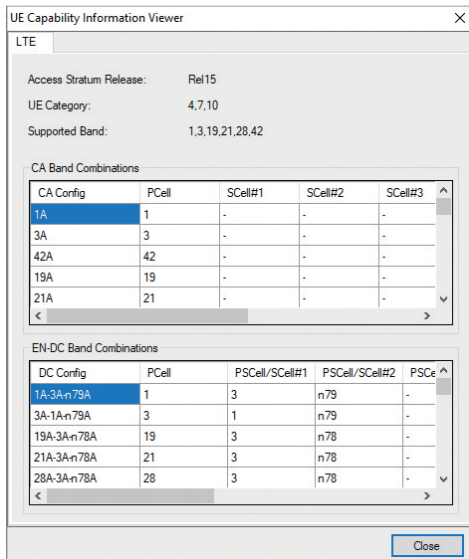 UE Capability Information Viewer
LTE
Access Stratum Release: Rel15
UE Category: 4,7,10
Supported Band: 1,3,19,21,28,42
CA Band Combinations
CA Config PCell SCell#1 SCell#2 SCell#3
1A 1 - - -
3A 3 - - -
42A 42 - - -
19A 19 - - -
21A 21 - - -
EN-DC Band Combinations
DC Config PCell PSCell/SCell#1 PSCell/SCell#2 PSCe
1A-3A-n79A 1 3 n79 -
3A-1A-n79A 3 1 n79 -
19A-3A-n78A 19 3 n78 -
21A-3A-n78A 21 3 n78 -
28A-3A-n78A 28 3 n78 -
Close